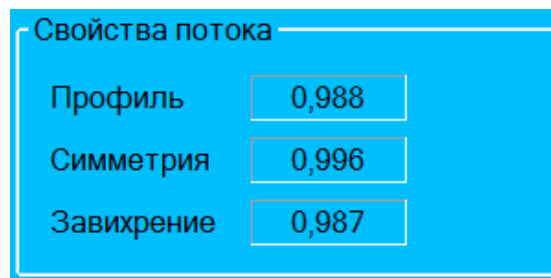 Свойства потока
Профиль 0,988
Симметрия 0,996
Завихрение 0,987